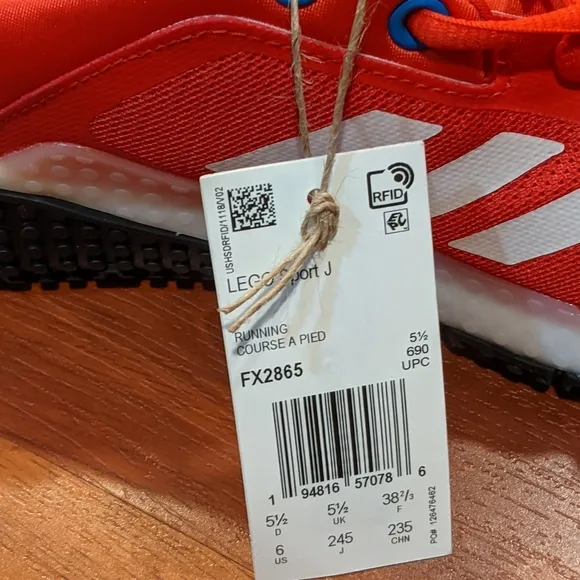 USHSDRFID/1118/V02
RFID
LEGO Sport J
RUNNING
COURSE A PIED
5½
690
UPC
FX2865
1 94816 57078 6
5½ D
5½ UK
38²/₃ F
6 US
245 J
235 CHN
PO# 126476462